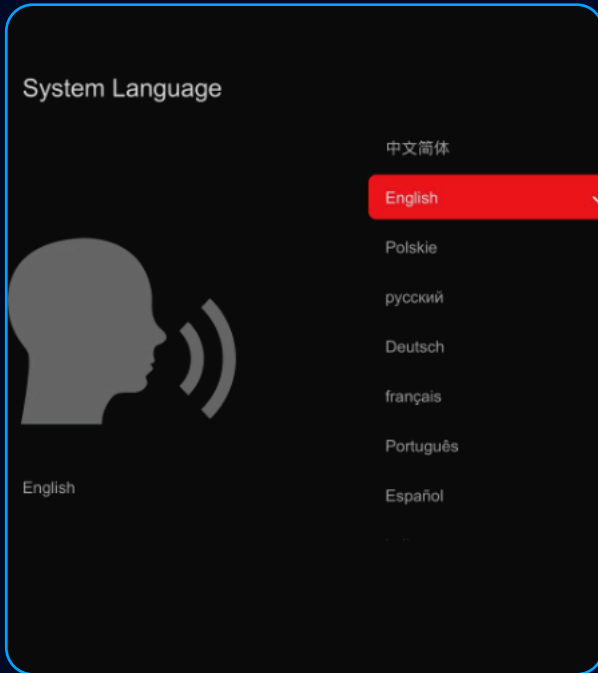 System Language
中文简体
English
Polskie
русский
Deutsch
français
Português
English
Español